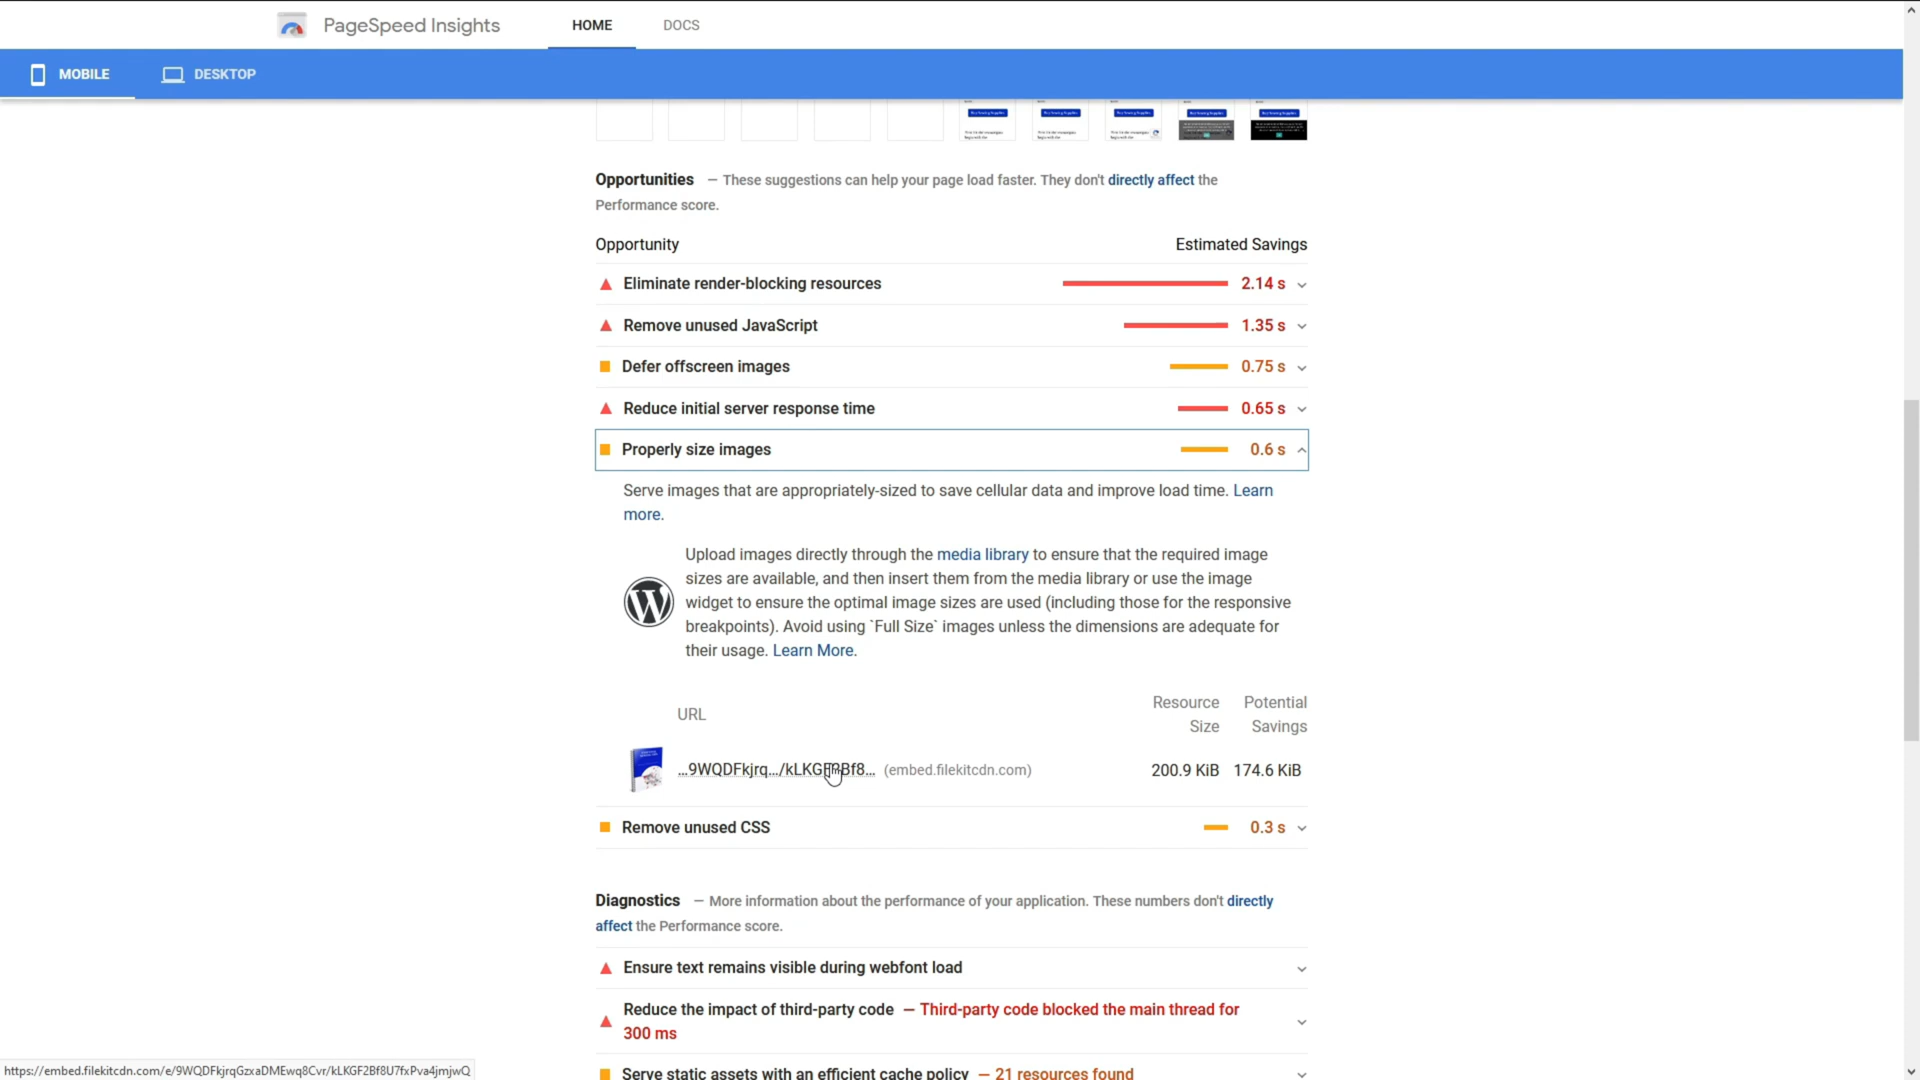 PageSpeed Insights
HOME
DOCS
MOBILE
DESKTOP
Opportunities — These suggestions can help your page load faster. They don't directly affect the
Performance score.
Opportunity
Estimated Savings
Eliminate render-blocking resources
2.14 s
Remove unused JavaScript
1.35 s
Defer offscreen images
0.75 s
Reduce initial server response time
0.65 s
Properly size images
0.6 s
Serve images that are appropriately-sized to save cellular data and improve load time. Learn
more.
Upload images directly through the media library to ensure that the required image
sizes are available, and then insert them from the media library or use the image
widget to ensure the optimal image sizes are used (including those for the responsive
breakpoints). Avoid using `Full Size` images unless the dimensions are adequate for
their usage. Learn More.
URL
Resource
Size
Potential
Savings
…9WQDFkjrq…/kLKGF2Bf8… (embed.filekitcdn.com)
200.9 KiB
174.6 KiB
Remove unused CSS
0.3 s
Diagnostics — More information about the performance of your application. These numbers don't directly
affect the Performance score.
Ensure text remains visible during webfont load
Reduce the impact of third-party code — Third-party code blocked the main thread for
300 ms
Serve static assets with an efficient cache policy — 21 resources found
https://embed.filekitcdn.com/e/9WQDFkjrqGzxaDMEwq8Cvr/kLKGF2Bf8U7fxPva4jmjwQ